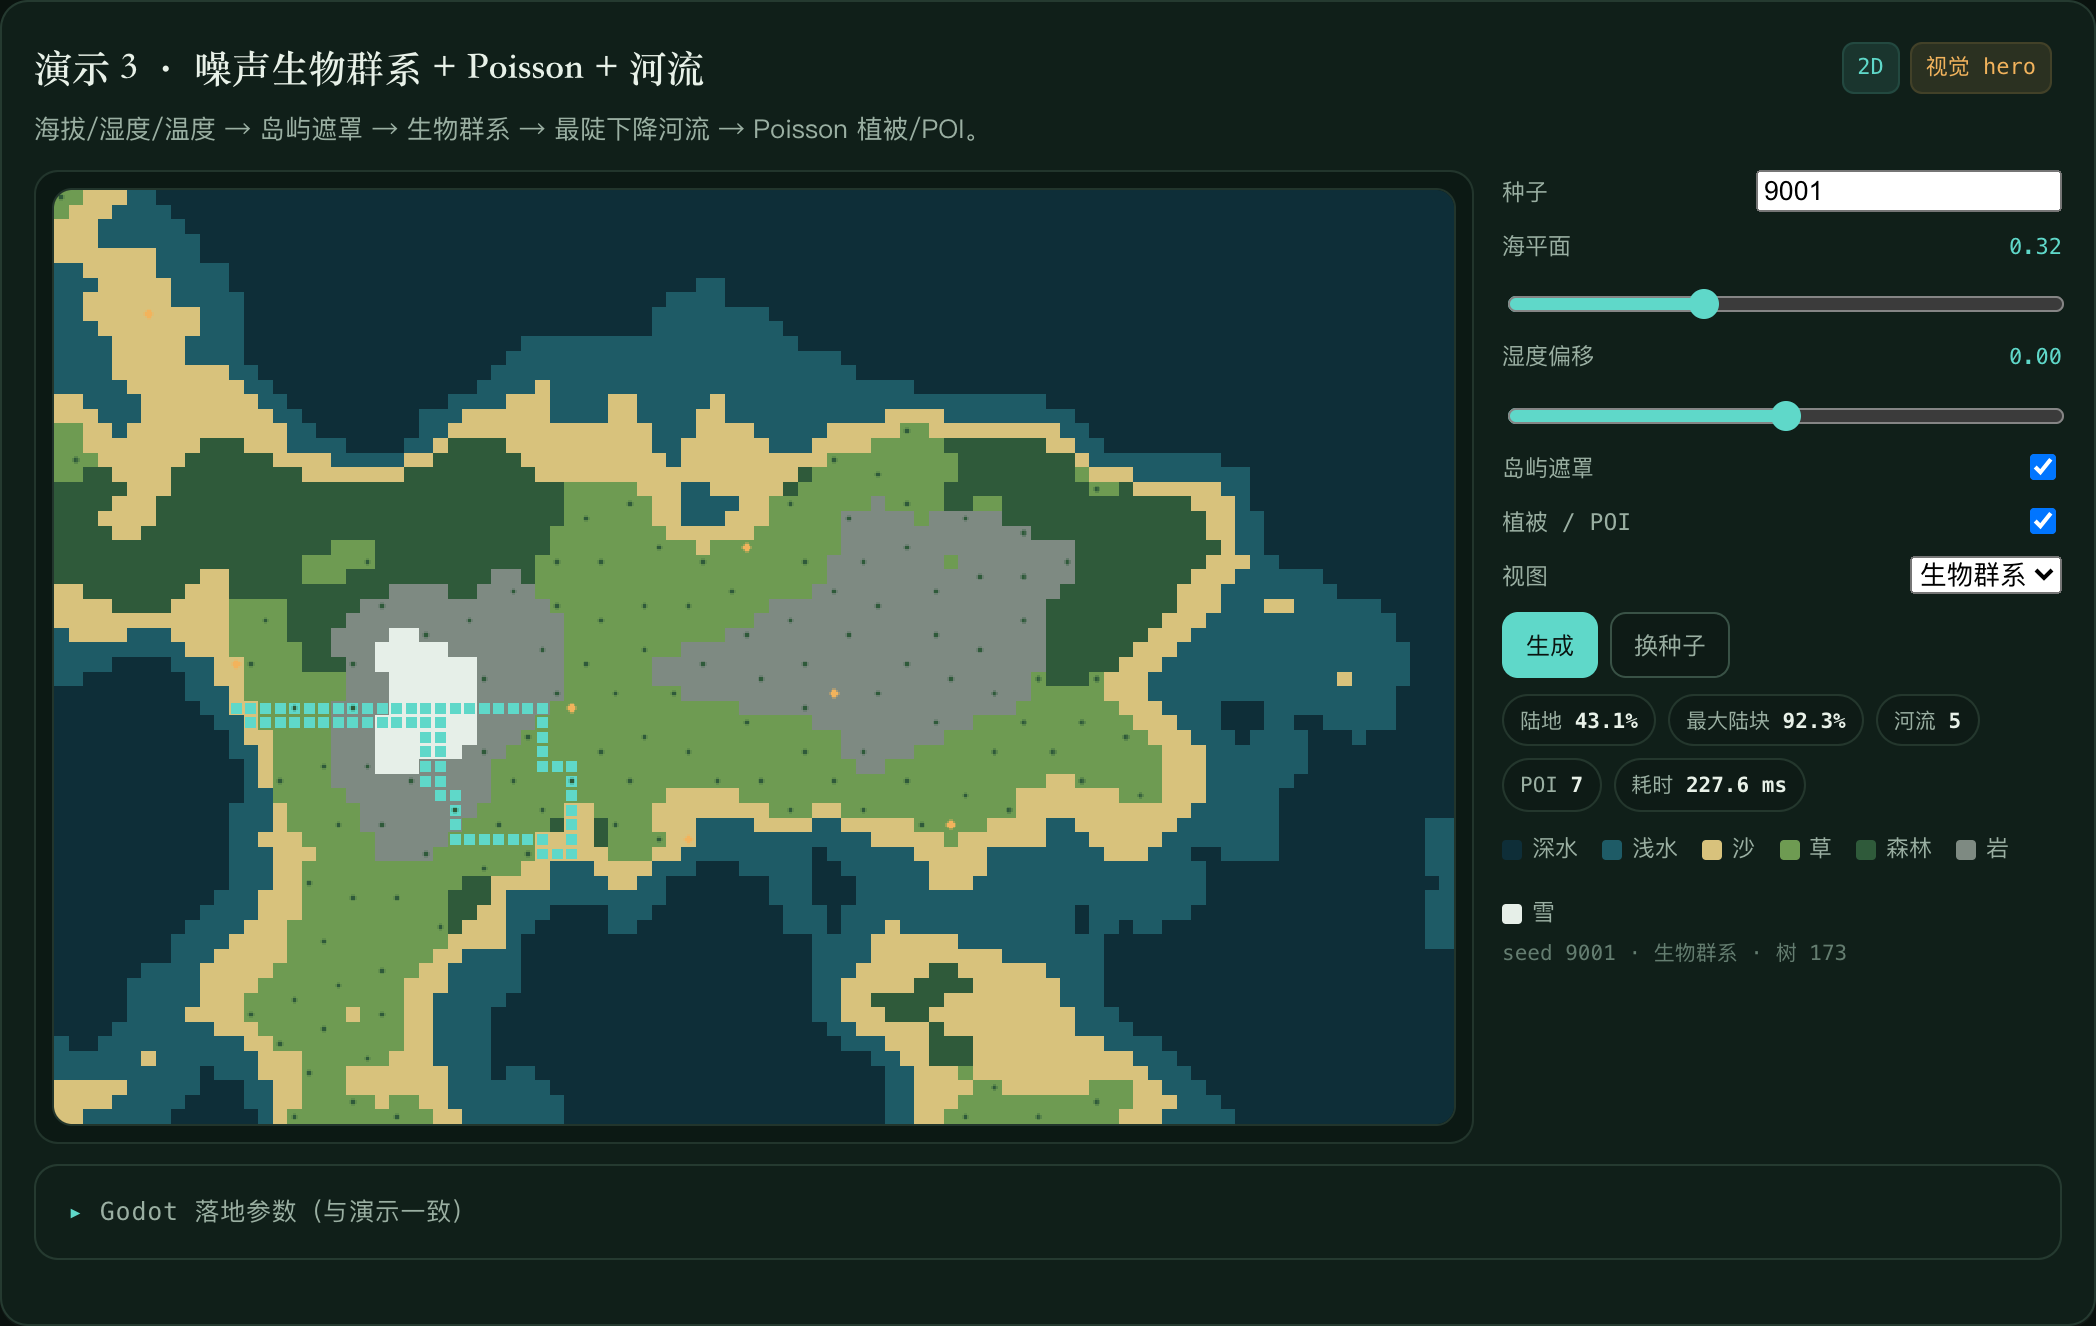 演示 3 · 噪声生物群系 + Poisson + 河流
2D
视觉 hero
海拔/湿度/温度 → 岛屿遮罩 → 生物群系 → 最陡下降河流 → Poisson 植被/POI。
种子 9001
海平面 0.32
湿度偏移 0.00
岛屿遮罩
植被 / POI
视图 生物群系
生成 换种子
陆地 43.1% 最大陆块 92.3% 河流 5
POI 7 耗时 227.6 ms
深水 浅水 沙 草 森林 岩
雪
seed 9001 · 生物群系 · 树 173
▸ Godot 落地参数（与演示一致）